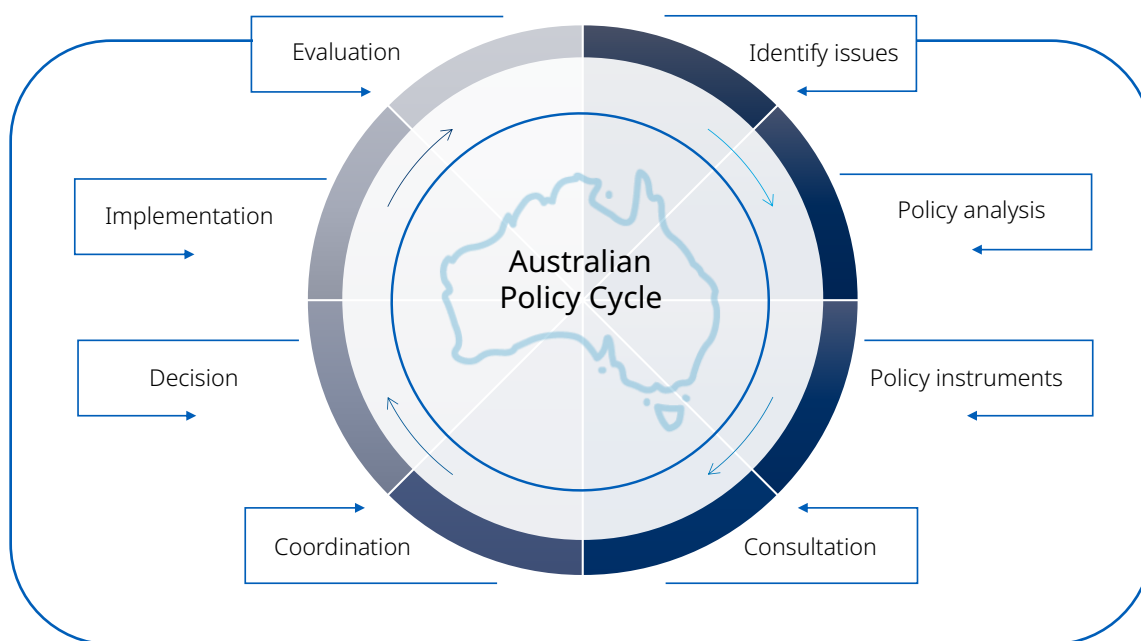 Evaluation
Identify issues
Implementation
Policy analysis
Australian
Policy Cycle
Decision
Policy instruments
Coordination
Consultation